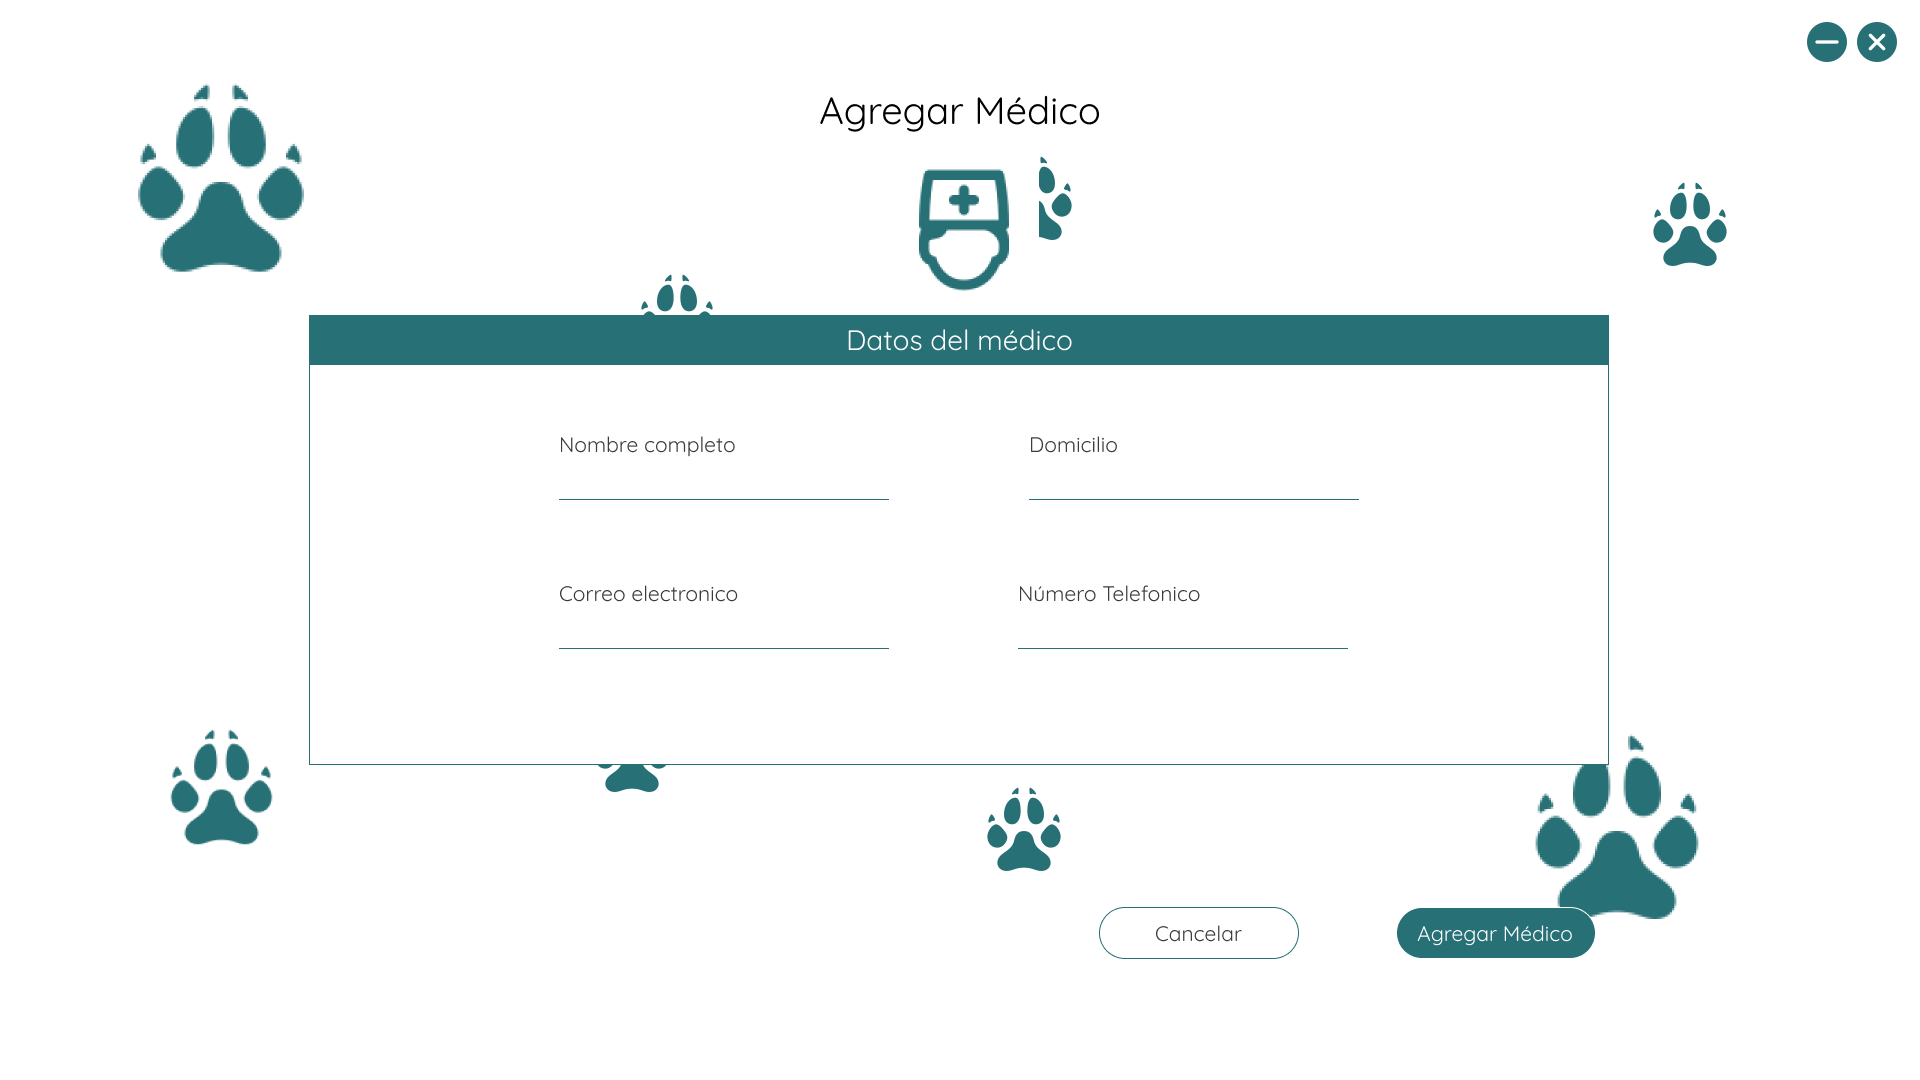 Agregar Médico
Datos del médico
Nombre completo
Domicilio
Correo electronico
Número Telefonico
Cancelar
Agregar Médico